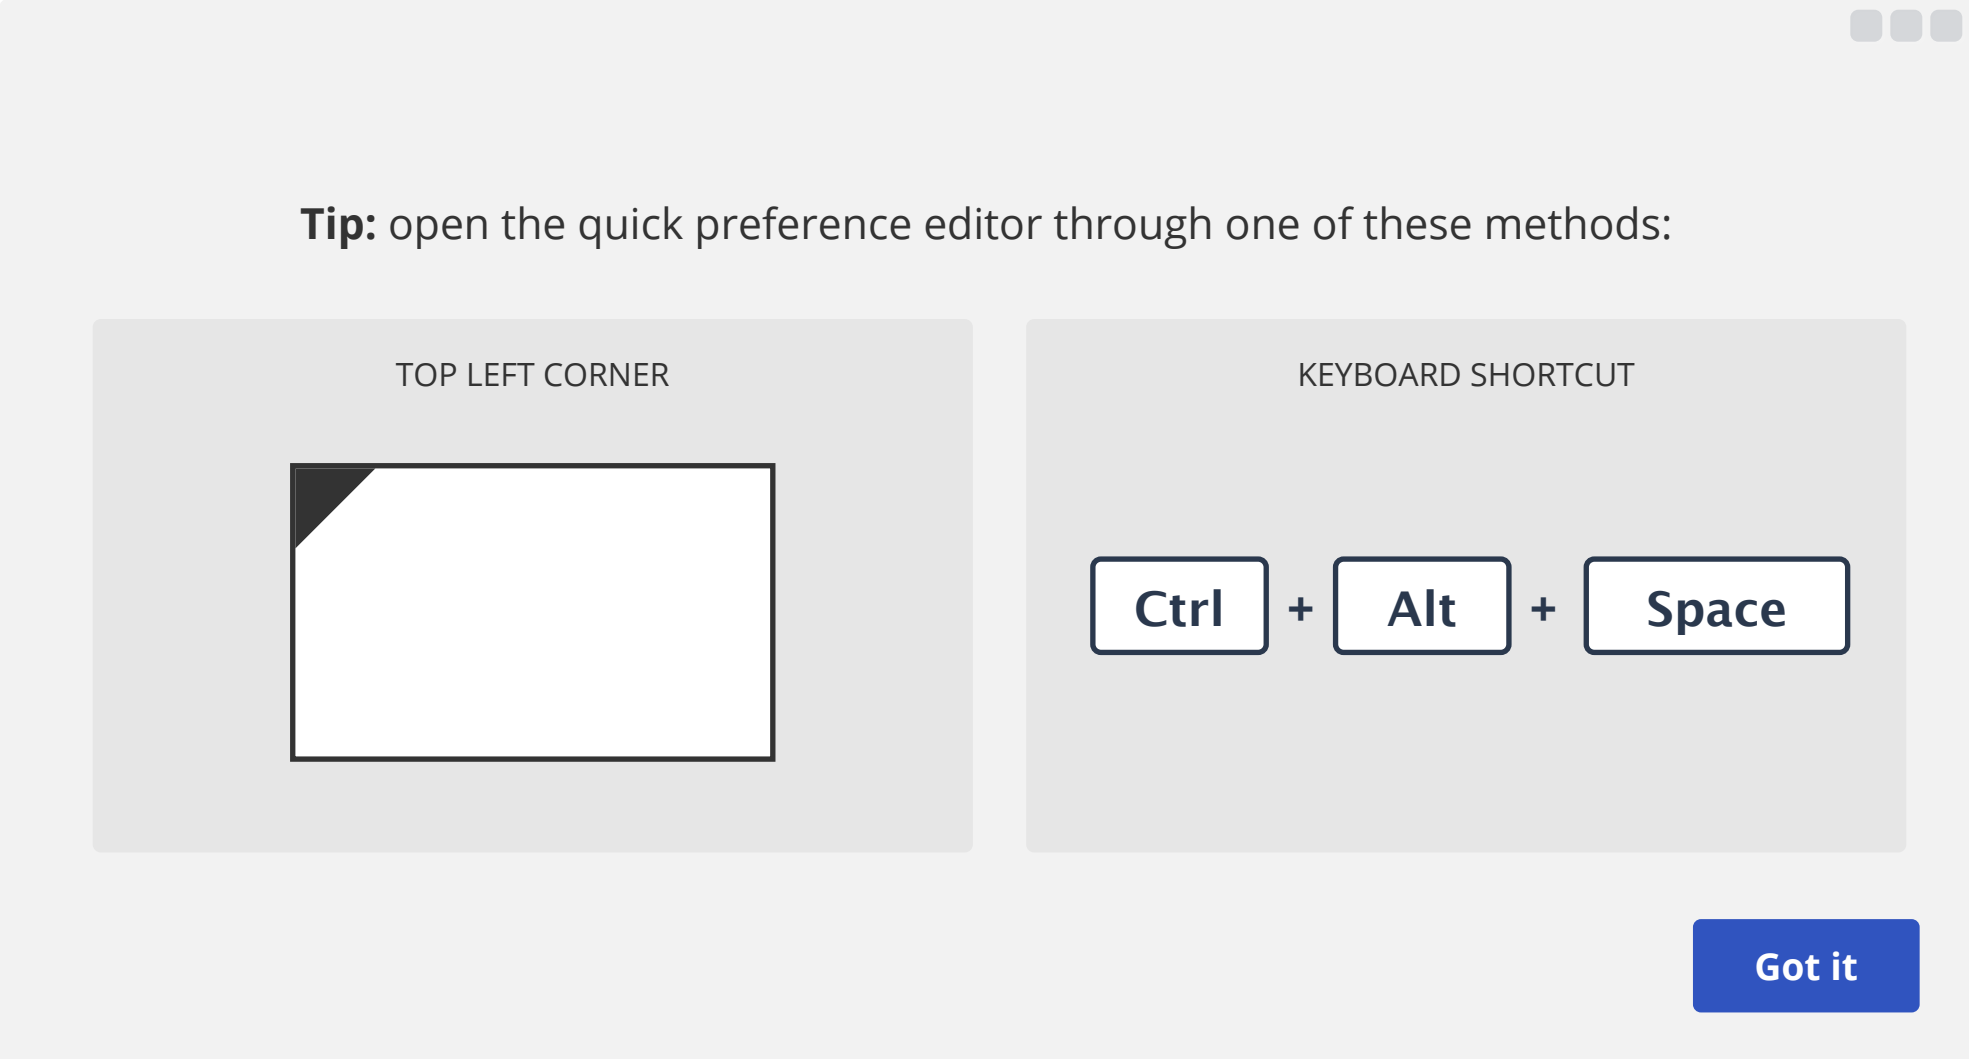 Tip: open the quick preference editor through one of these methods:
TOP LEFT CORNER
KEYBOARD SHORTCUT
Ctrl + Alt + Space
Got it